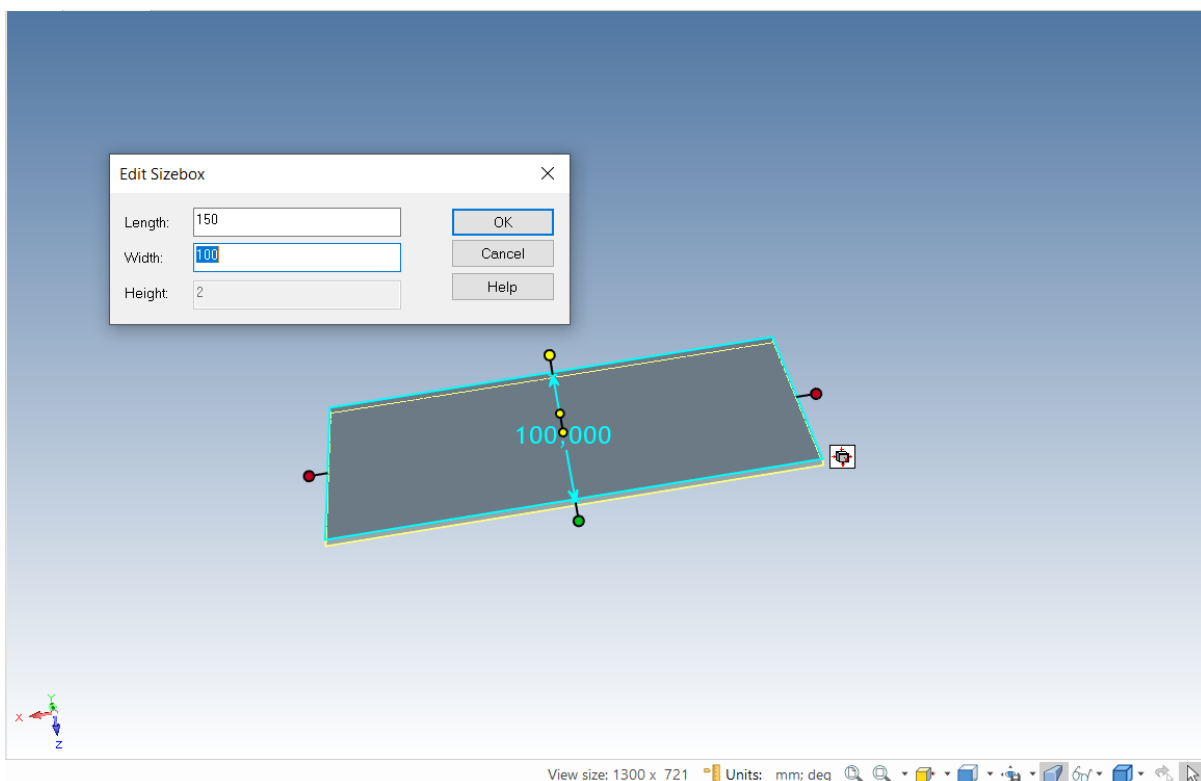 Edit Sizebox
Length: 150 OK
Width: 100 Cancel
Height: 2 Help
100,000
Y
X
Z
View size: 1300 x 721 Units: mm; deg